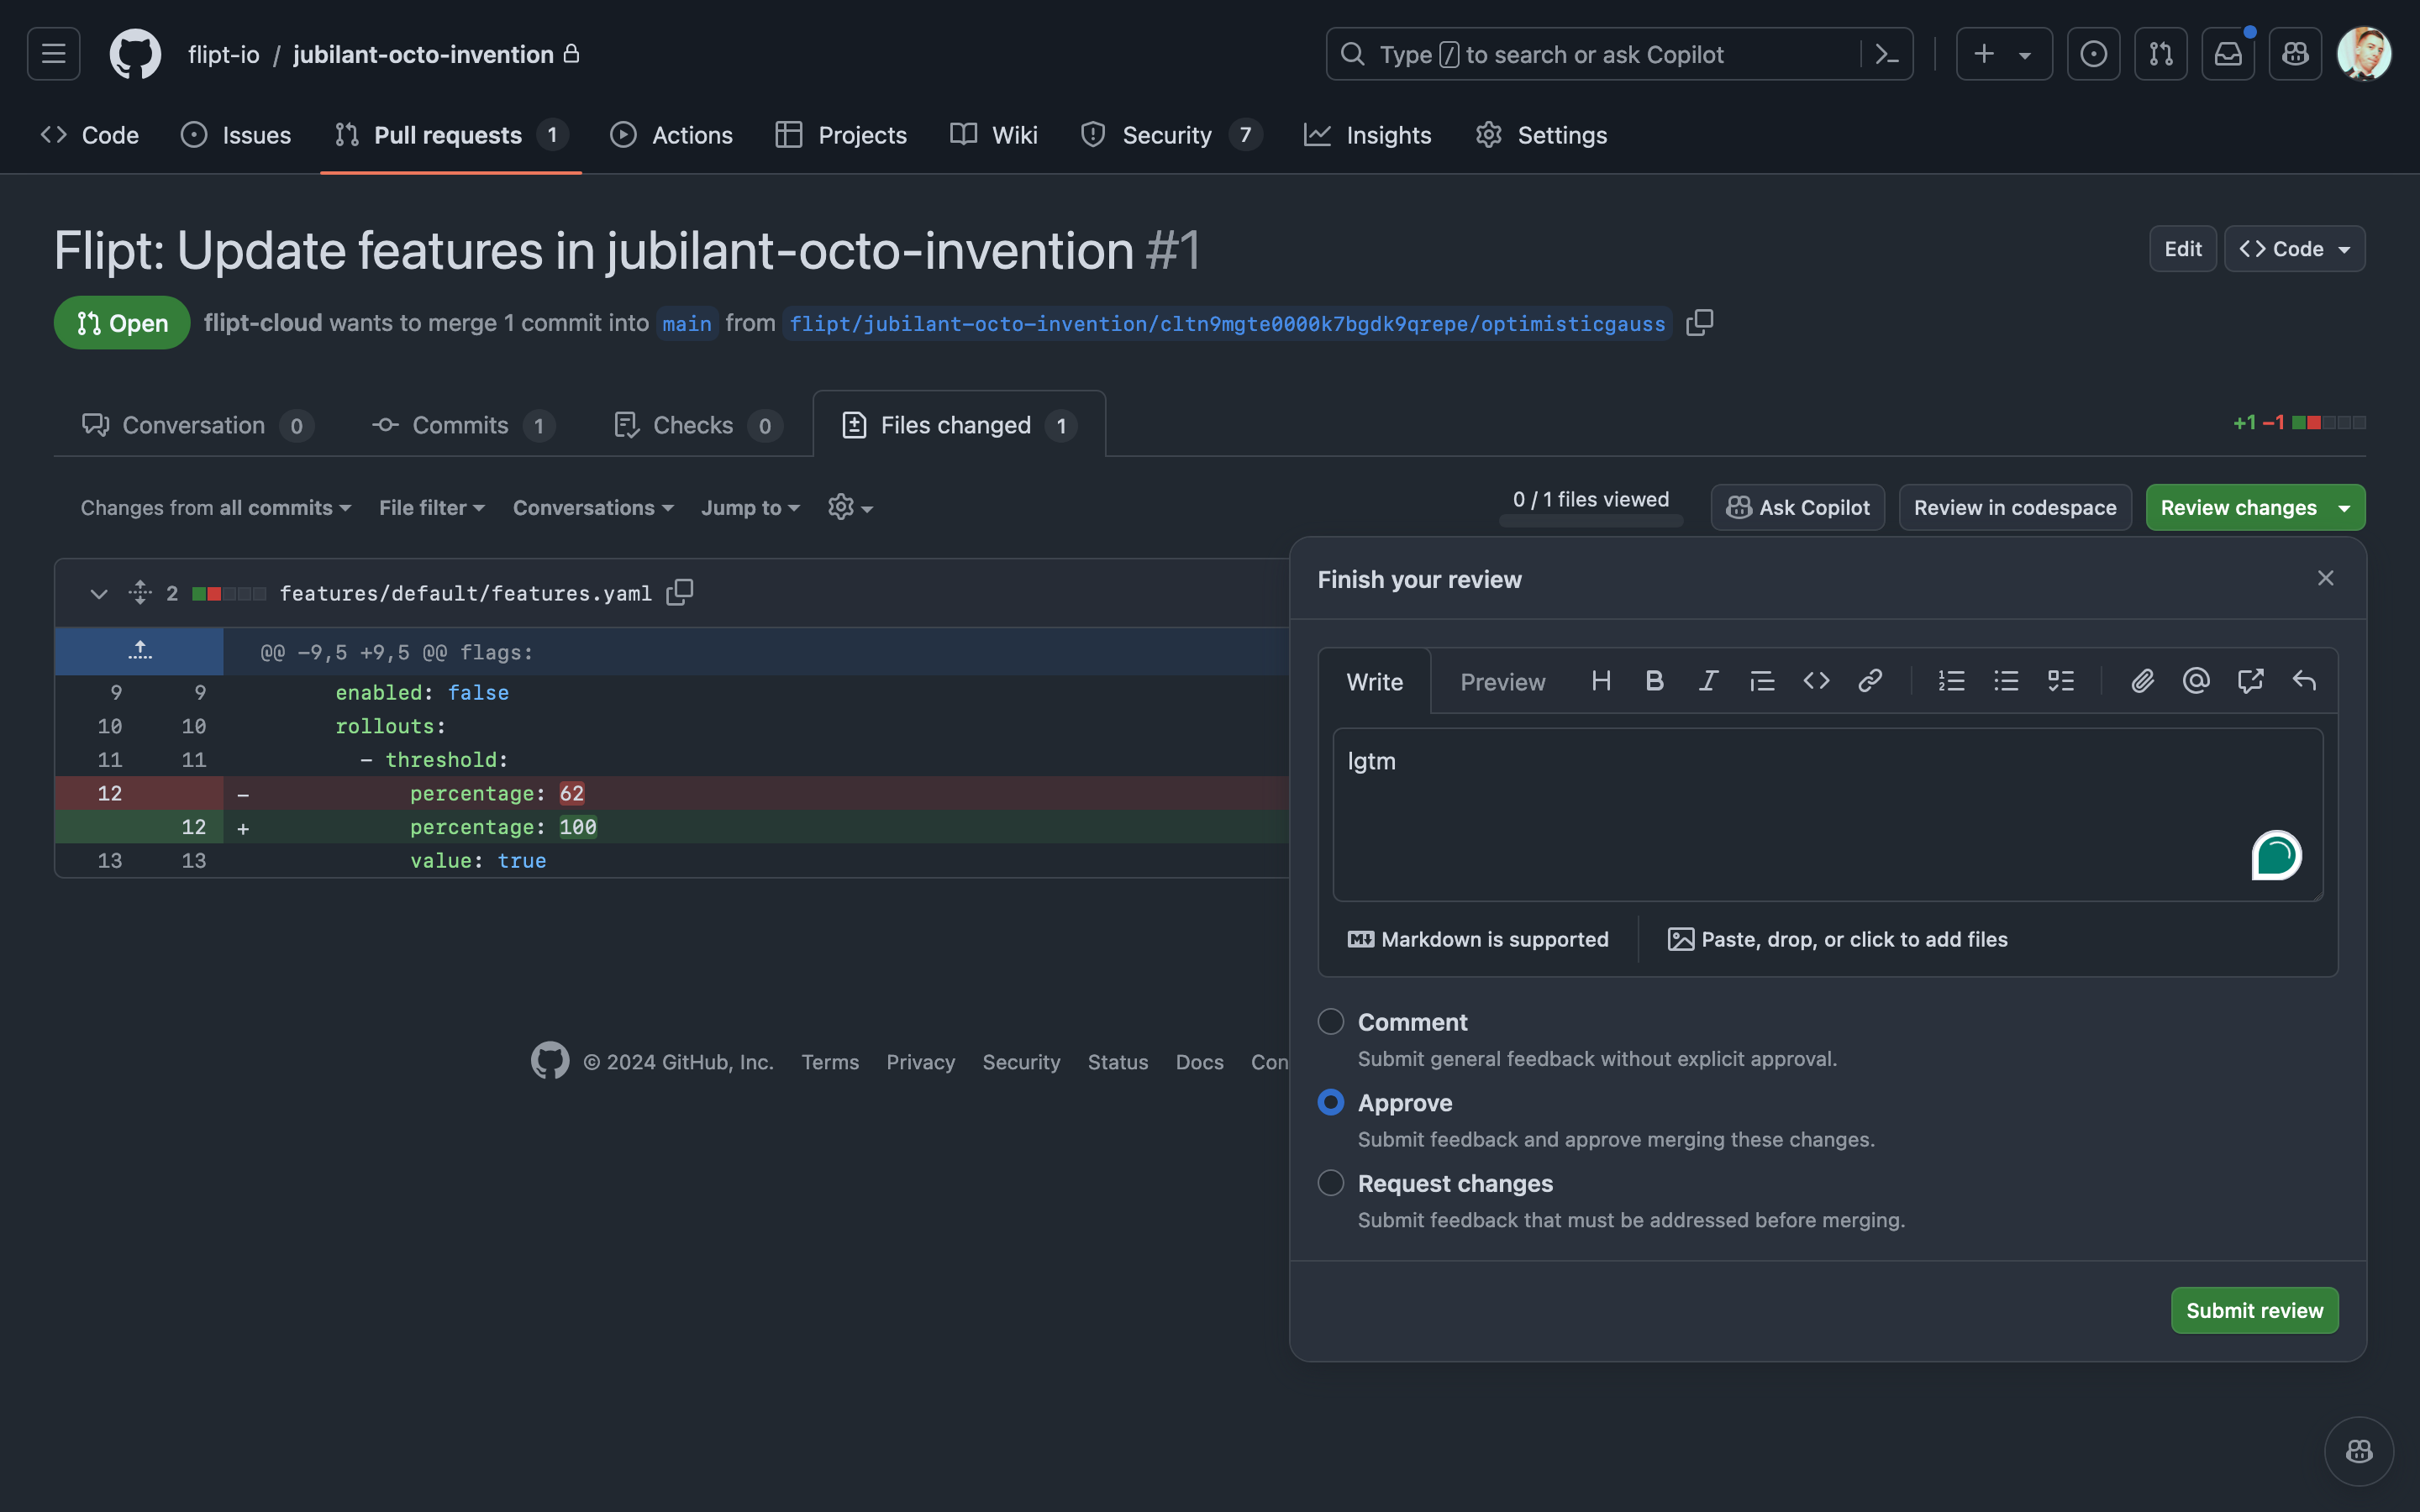 flipt-io / jubilant-octo-invention
Type / to search or ask Copilot
Code
Issues
Pull requests 1
Actions
Projects
Wiki
Security 7
Insights
Settings
Flipt: Update features in jubilant-octo-invention #1
Edit
Code
Open
flipt-cloud wants to merge 1 commit into main from flipt/jubilant-octo-invention/cltn9mgte0000k7bgdk9qrepe/optimisticgauss
Conversation 0
Commits 1
Checks 0
Files changed 1
+1 −1
Changes from all commits
File filter
Conversations
Jump to
0 / 1 files viewed
Ask Copilot
Review in codespace
Review changes
2 features/default/features.yaml
@@ -9,5 +9,5 @@ flags:
9 9 enabled: false
10 10 rollouts:
11 11 - threshold:
12 - percentage: 62
12 + percentage: 100
13 13 value: true
Finish your review
Write
Preview
lgtm
Markdown is supported
Paste, drop, or click to add files
Comment
Submit general feedback without explicit approval.
Approve
Submit feedback and approve merging these changes.
Request changes
Submit feedback that must be addressed before merging.
Submit review
© 2024 GitHub, Inc.
Terms
Privacy
Security
Status
Docs
Con